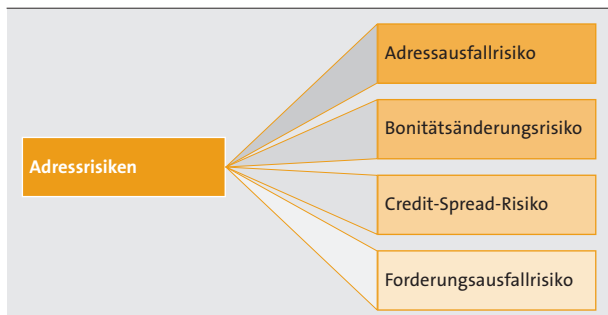 Adressausfallrisiko
Bonitätsänderungsrisiko
Adressrisiken
Credit-Spread-Risiko
Forderungsausfallrisiko